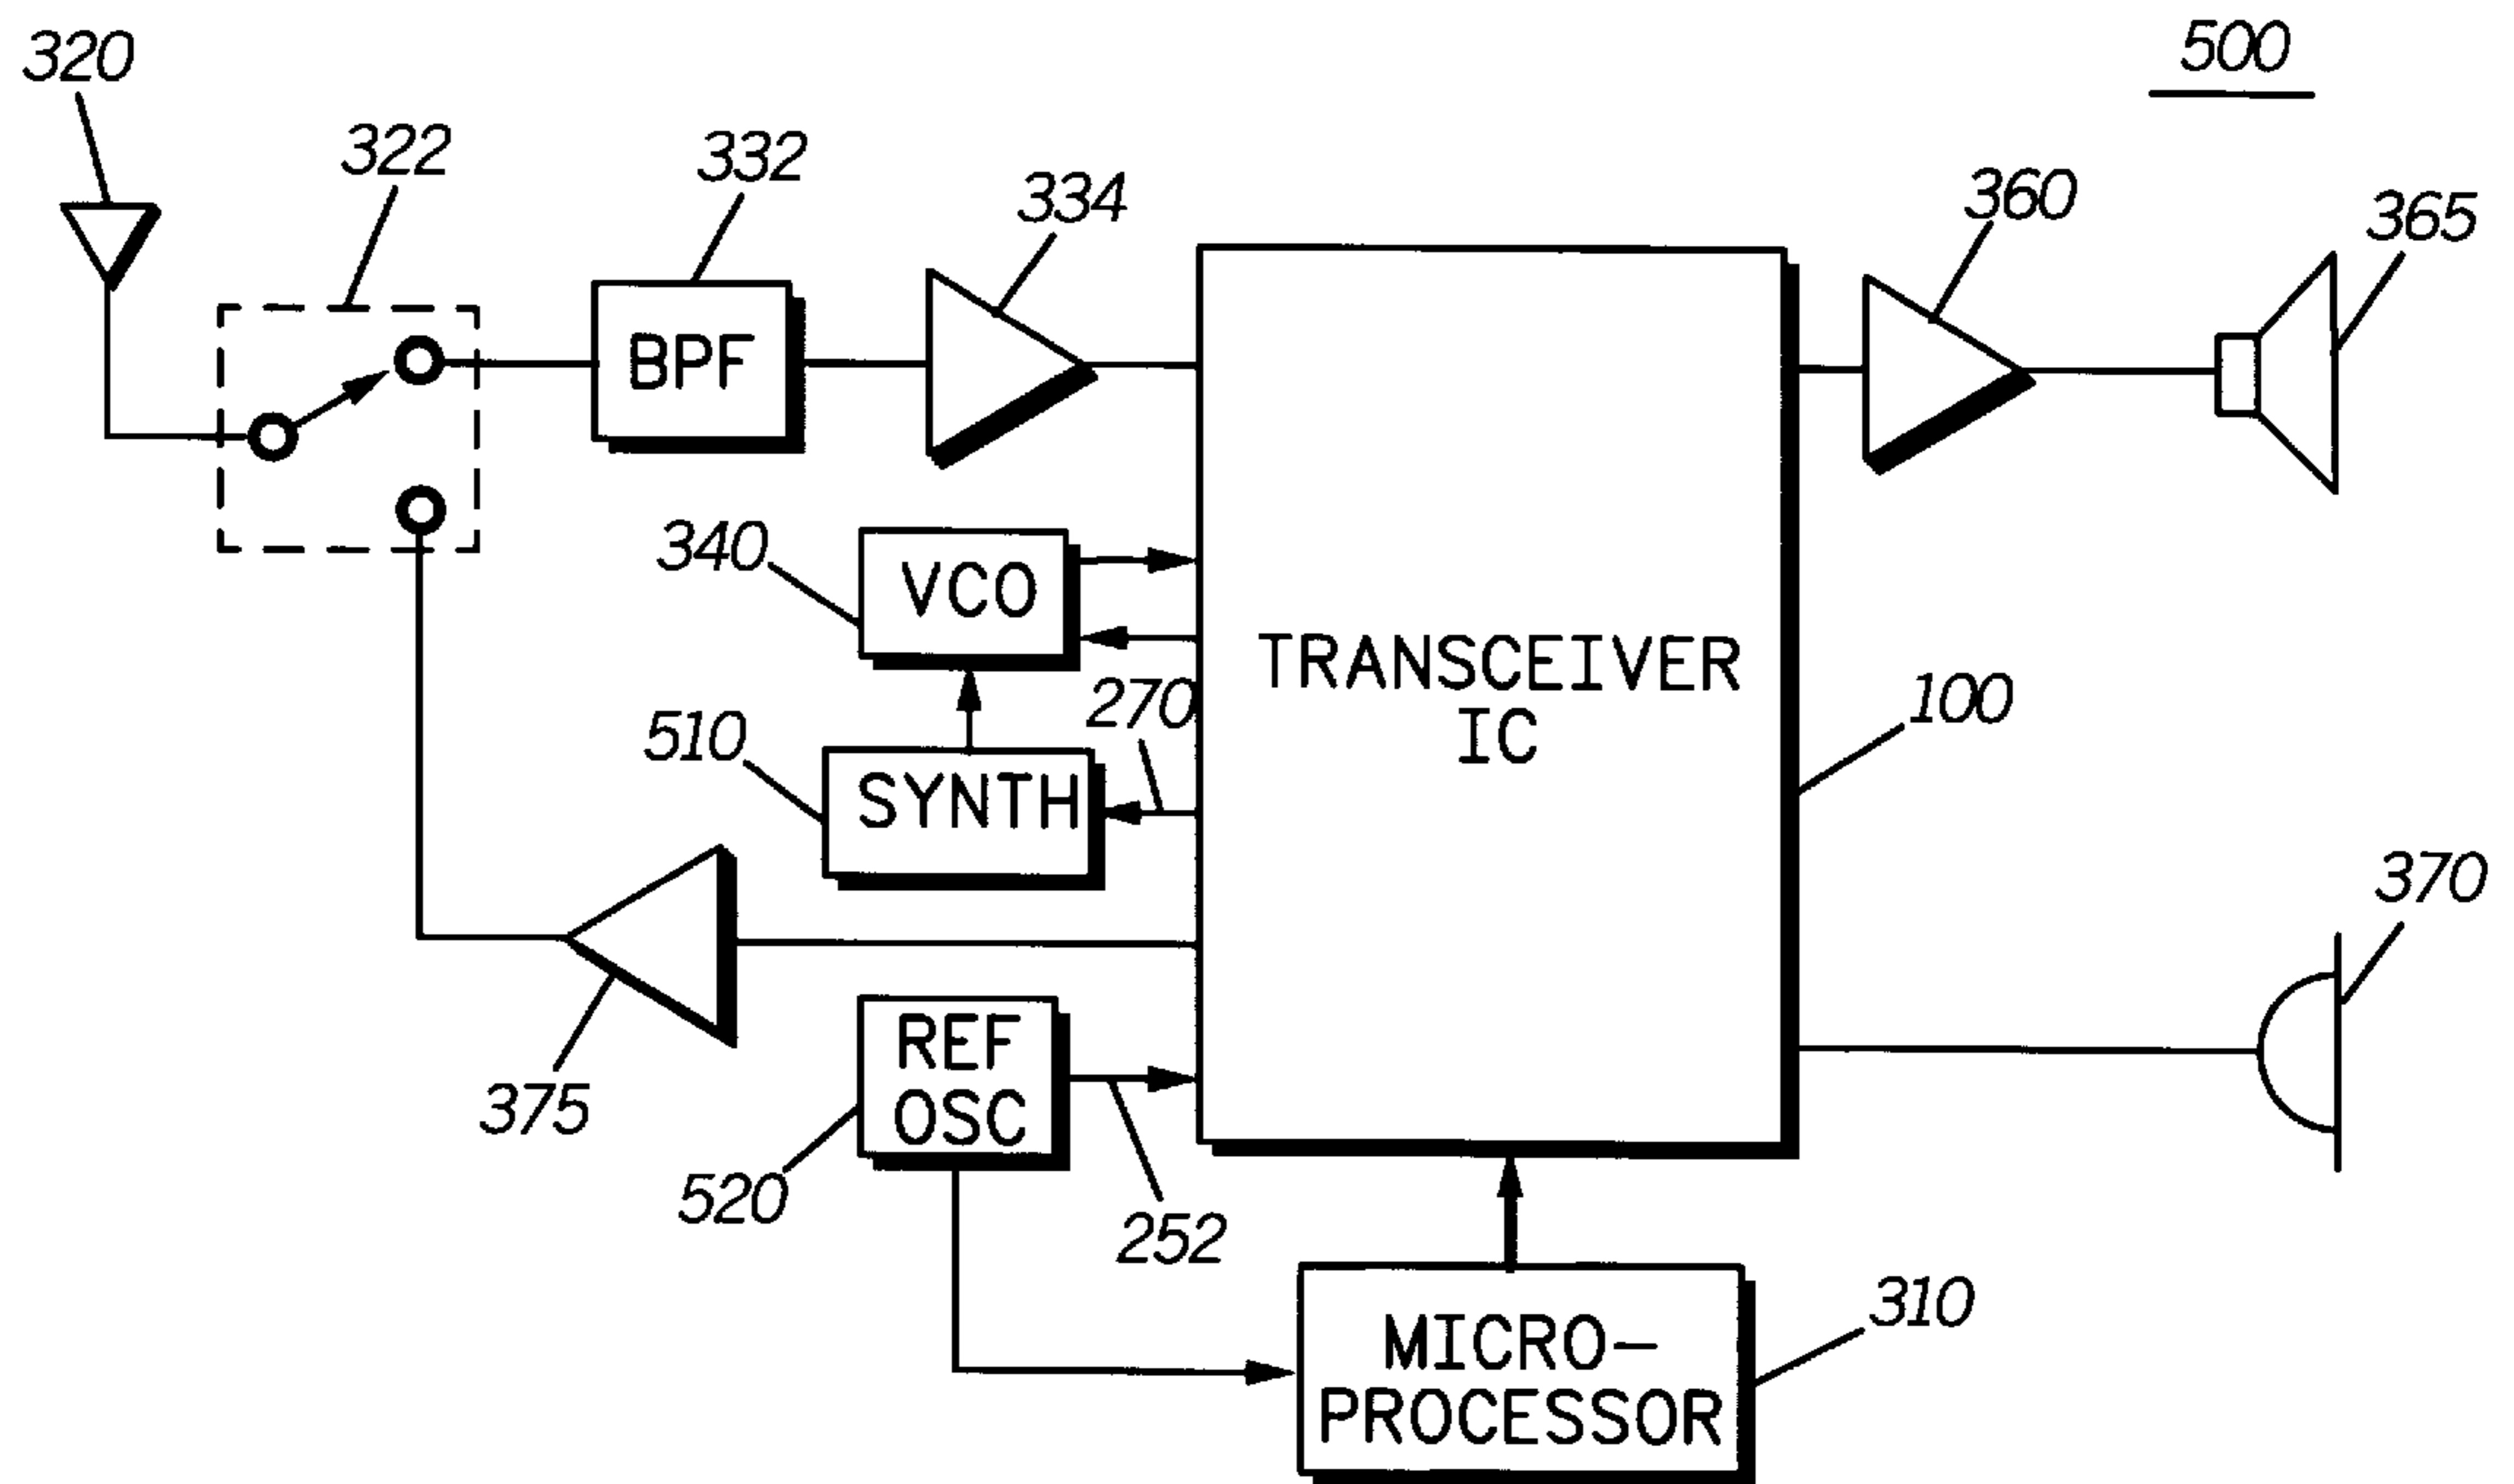 500
320
322
332
334
360
365
BPF
340
VCO
TRANSCEIVER
IC
270
100
510
SYNTH
370
REF
OSC
375
520
252
310
MICRO-
PROCESSOR